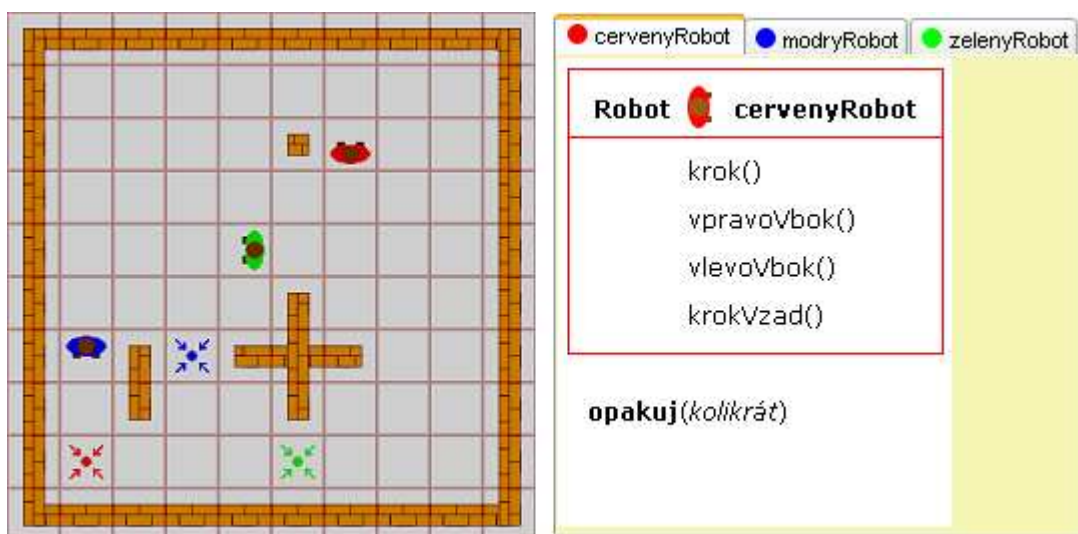 cervenyRobot modryRobot zelenyRobot
Robot cervenyRobot
krok()
vpravoVbok()
vlevoVbok()
krokVzad()
opakuj(kolikrát)